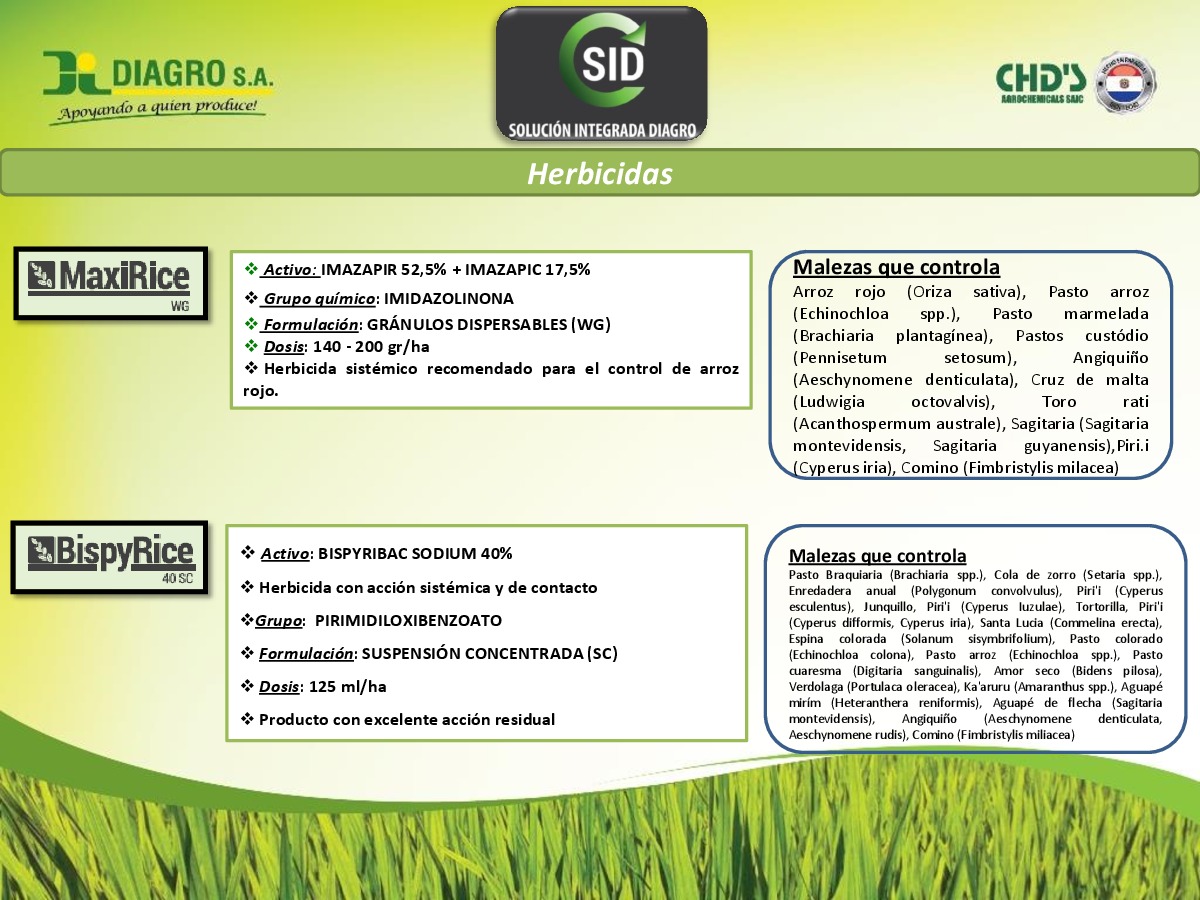 DIAGRO S.A.
Apoyando a quien produce!
SID
SOLUCIÓN INTEGRADA DIAGRO
CHD'S
AGROCHEMICALS SAIC
Herbicidas
MaxiRice
WG
❖ Activo: IMAZAPIR 52,5% + IMAZAPIC 17,5%
❖ Grupo químico: IMIDAZOLINONA
❖ Formulación: GRÁNULOS DISPERSABLES (WG)
❖ Dosis: 140 - 200 gr/ha
❖ Herbicida sistémico recomendado para el control de arroz
rojo.
Malezas que controla
Arroz rojo (Oriza sativa), Pasto arroz
(Echinochloa spp.), Pasto marmelada
(Brachiaria plantagínea), Pastos custódio
(Pennisetum setosum), Angiquiño
(Aeschynomene denticulata), Cruz de malta
(Ludwigia octovalvis), Toro rati
(Acanthospermum australe), Sagitaria (Sagitaria
montevidensis, Sagitaria guyanensis),Piri.i
(Cyperus iria), Comino (Fimbristylis milacea)
BispyRice
40 SC
❖ Activo: BISPYRIBAC SODIUM 40%
❖ Herbicida con acción sistémica y de contacto
❖Grupo: PIRIMIDILOXIBENZOATO
❖ Formulación: SUSPENSIÓN CONCENTRADA (SC)
❖ Dosis: 125 ml/ha
❖ Producto con excelente acción residual
Malezas que controla
Pasto Braquiaria (Brachiaria spp.), Cola de zorro (Setaria spp.),
Enredadera anual (Polygonum convolvulus), Piri'i (Cyperus
esculentus), Junquillo, Piri'i (Cyperus luzulae), Tortorilla, Piri'i
(Cyperus difformis, Cyperus iria), Santa Lucia (Commelina erecta),
Espina colorada (Solanum sisymbrifolium), Pasto colorado
(Echinochloa colona), Pasto arroz (Echinochloa spp.), Pasto
cuaresma (Digitaria sanguinalis), Amor seco (Bidens pilosa),
Verdolaga (Portulaca oleracea), Ka'aruru (Amaranthus spp.), Aguapé
mirím (Heteranthera reniformis), Aguapé de flecha (Sagitaria
montevidensis), Angiquiño (Aeschynomene denticulata,
Aeschynomene rudis), Comino (Fimbristylis miliacea)